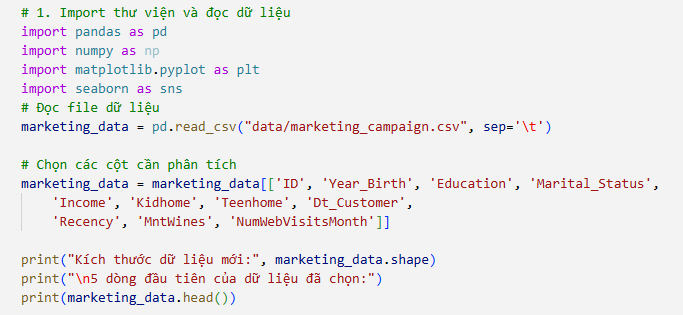 # 1. Import thư viện và đọc dữ liệu
import pandas as pd
import numpy as np
import matplotlib.pyplot as plt
import seaborn as sns
# Đọc file dữ liệu
marketing_data = pd.read_csv("data/marketing_campaign.csv", sep='\t')
# Chọn các cột cần phân tích
marketing_data = marketing_data[['ID', 'Year_Birth', 'Education', 'Marital_Status',
'Income', 'Kidhome', 'Teenhome', 'Dt_Customer',
'Recency', 'MntWines', 'NumWebVisitsMonth']]
print("Kích thước dữ liệu mới:", marketing_data.shape)
print("\n5 dòng đầu tiên của dữ liệu đã chọn:")
print(marketing_data.head())